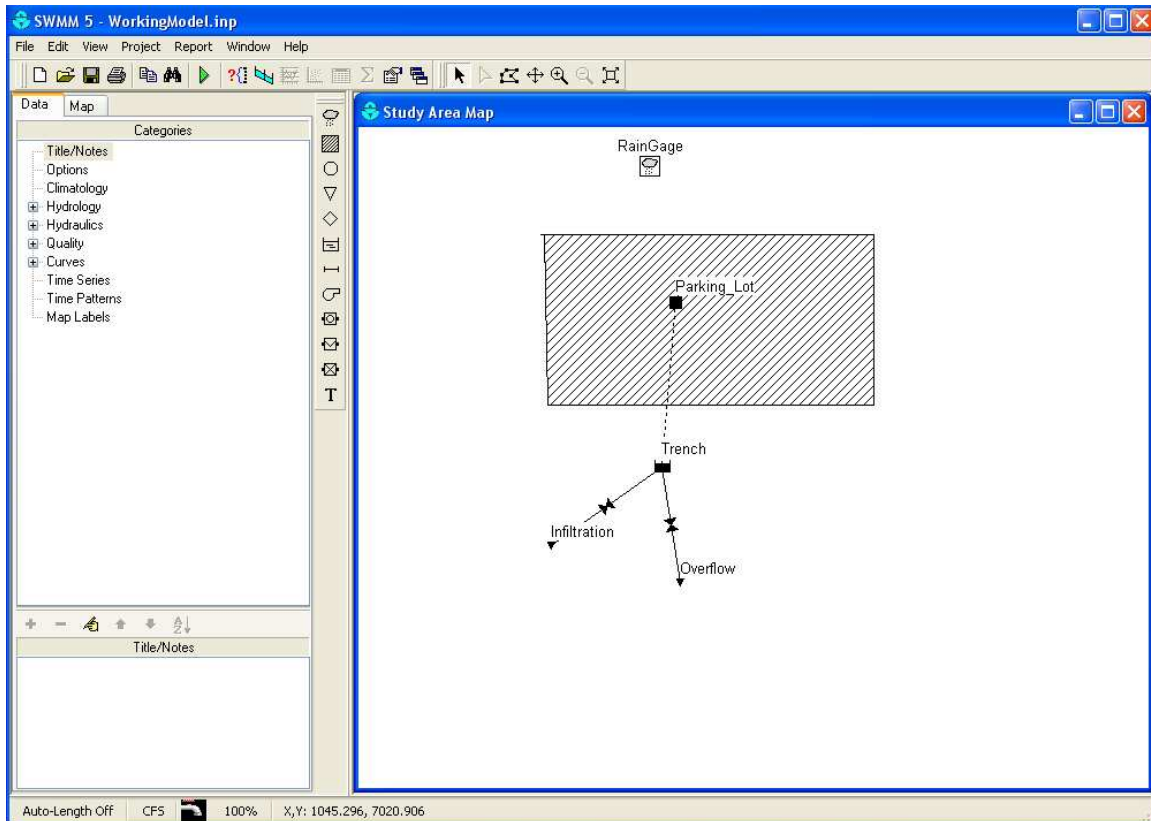 SWMM 5 - WorkingModel.inp
File Edit View Project Report Window Help
Data Map
Categories
Title/Notes
Options
Climatology
Hydrology
Hydraulics
Quality
Curves
Time Series
Time Patterns
Map Labels
Title/Notes
T
Study Area Map
RainGage
Parking_Lot
Trench
Infiltration
Overflow
Auto-Length Off CFS 100% X,Y: 1045.296, 7020.906